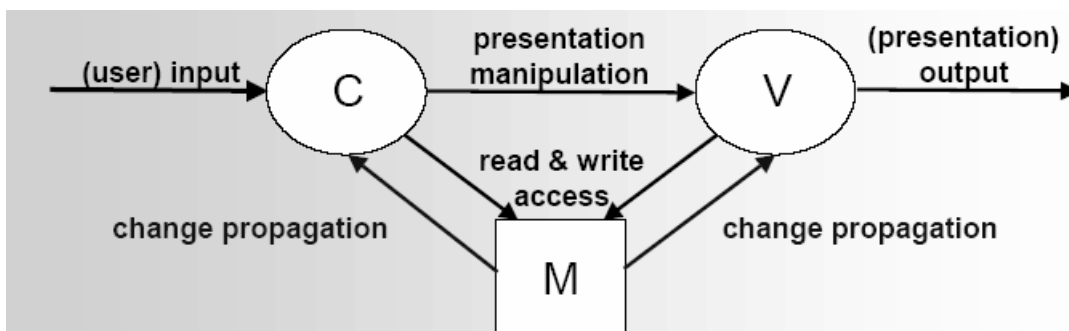 (user) input
C
presentation
manipulation
V
(presentation)
output
read & write
access
change propagation
change propagation
M